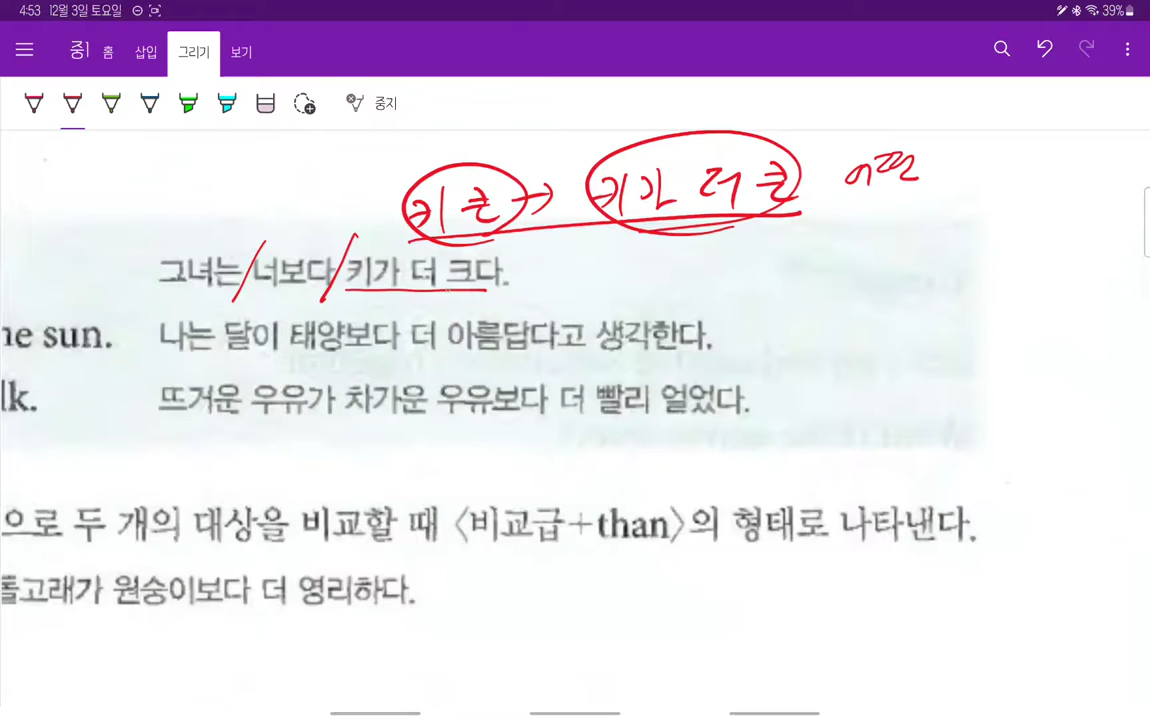 4:53 12월 3일 토요일 39%
중1 홈 삽입 그리기 보기
중지
키 큰 → 키가 더 큰 어떤
그녀는 너보다 키가 더 크다.
he sun. 나는 달이 태양보다 더 아름답다고 생각한다.
lk. 뜨거운 우유가 차가운 우유보다 더 빨리 얼었다.
으로 두 개의 대상을 비교할 때 〈비교급+than〉의 형태로 나타낸다.
돌고래가 원숭이보다 더 영리하다.